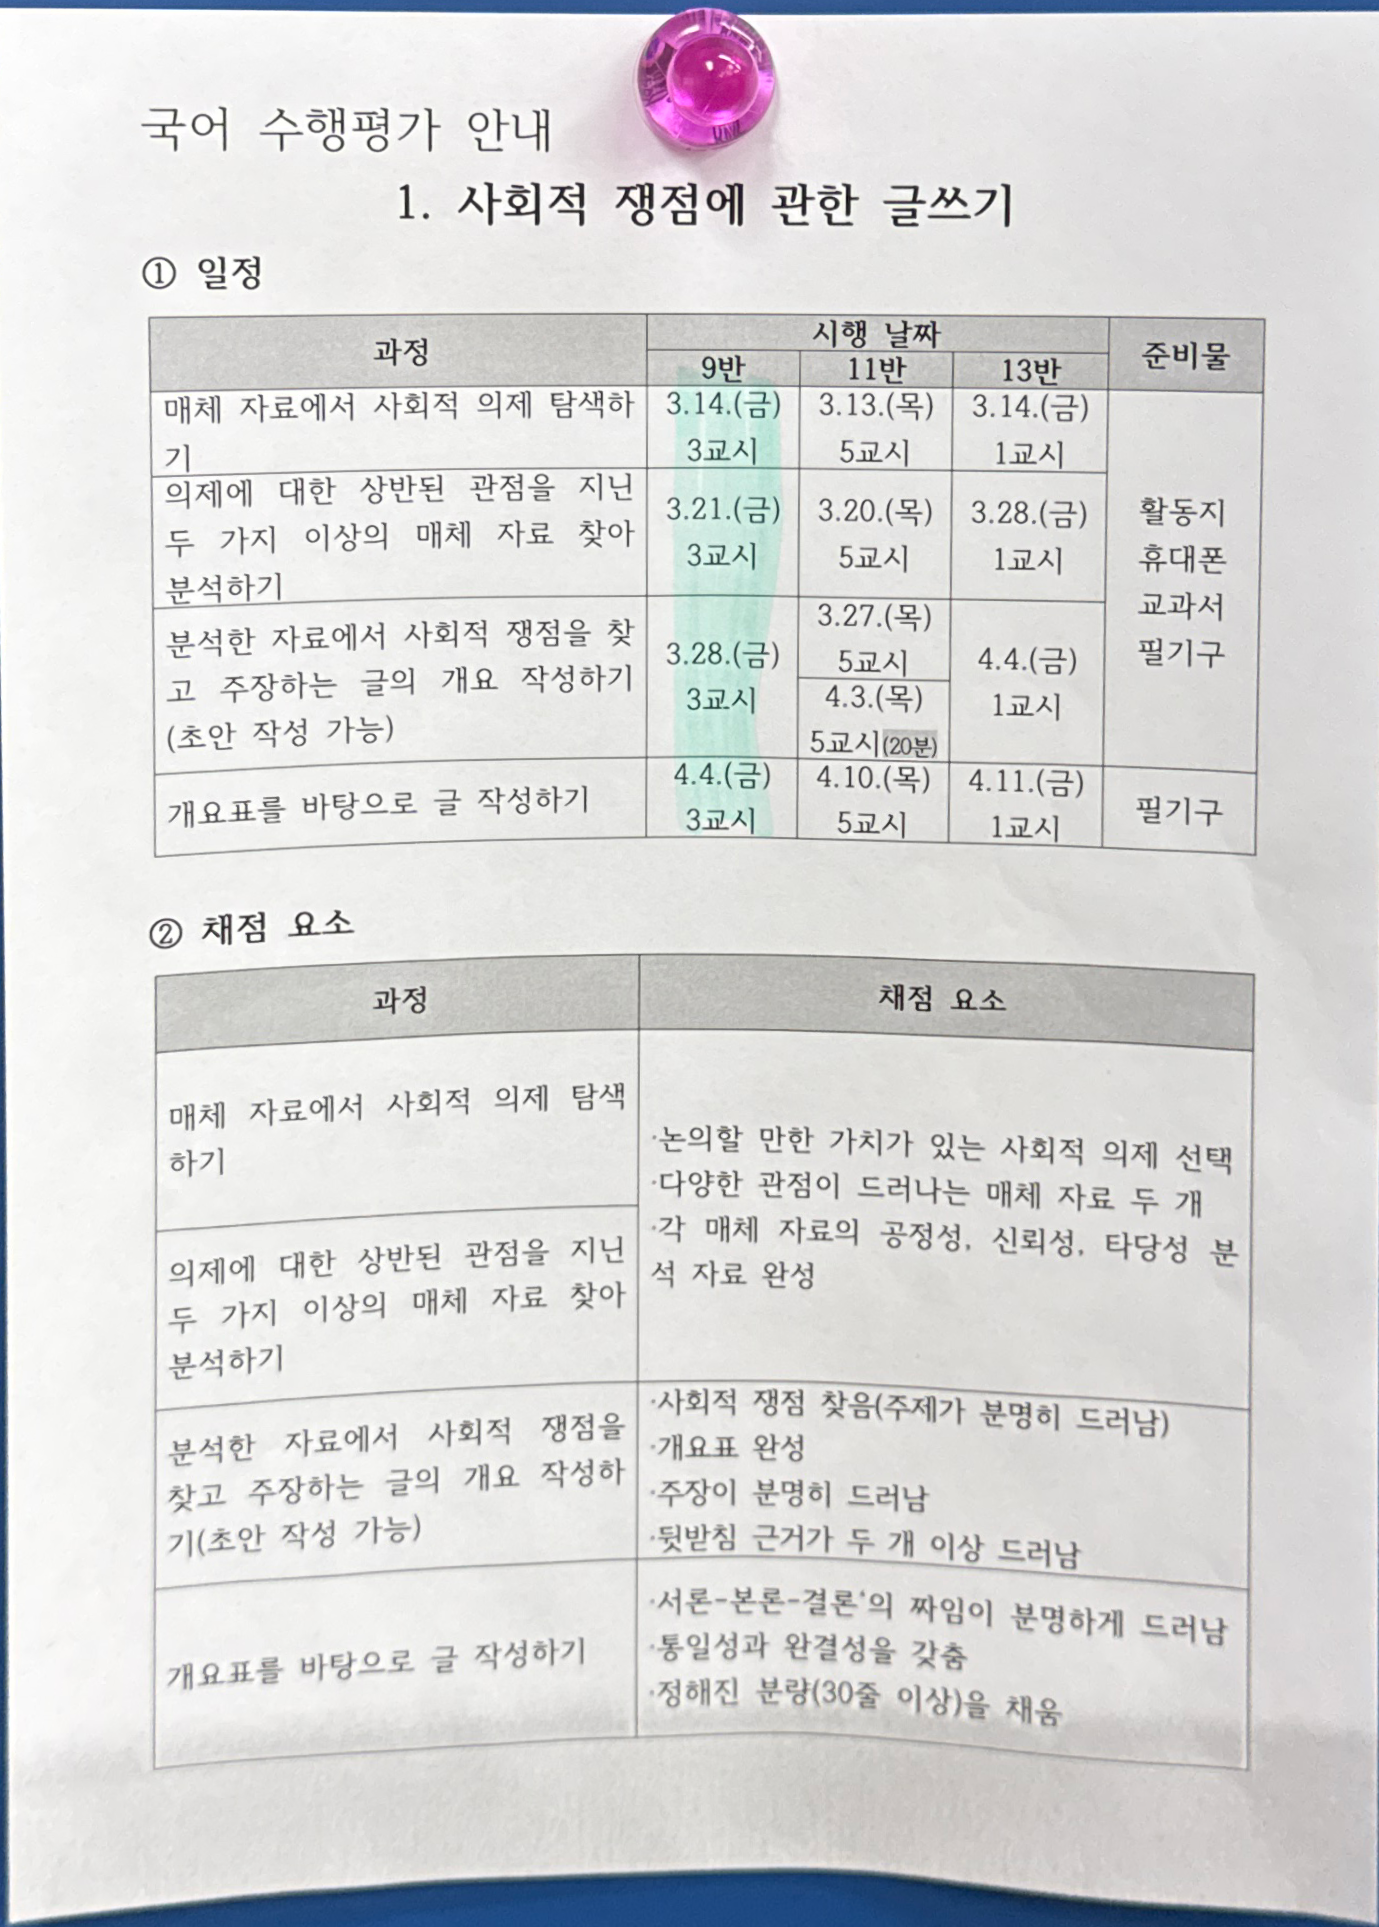 국어 수행평가 안내
1. 사회적 쟁점에 관한 글쓰기
① 일정
과정
시행 날짜
준비물
9반
11반
13반
매체 자료에서 사회적 의제 탐색하
기
3.14.(금)
3교시
3.13.(목)
5교시
3.14.(금)
1교시
의제에 대한 상반된 관점을 지닌
두 가지 이상의 매체 자료 찾아
분석하기
3.21.(금)
3교시
3.20.(목)
5교시
3.28.(금)
1교시
분석한 자료에서 사회적 쟁점을 찾
고 주장하는 글의 개요 작성하기
(초안 작성 가능)
3.28.(금)
3교시
3.27.(목)
5교시
4.3.(목)
5교시(20분)
4.4.(금)
1교시
활동지
휴대폰
교과서
필기구
개요표를 바탕으로 글 작성하기
4.4.(금)
3교시
4.10.(목)
5교시
4.11.(금)
1교시
필기구
② 채점 요소
과정
채점 요소
매체 자료에서 사회적 의제 탐색
하기
의제에 대한 상반된 관점을 지닌
두 가지 이상의 매체 자료 찾아
분석하기
·논의할 만한 가치가 있는 사회적 의제 선택
·다양한 관점이 드러나는 매체 자료 두 개
·각 매체 자료의 공정성, 신뢰성, 타당성 분
석 자료 완성
분석한 자료에서 사회적 쟁점을
찾고 주장하는 글의 개요 작성하
기(초안 작성 가능)
·사회적 쟁점 찾음(주제가 분명히 드러남)
·개요표 완성
·주장이 분명히 드러남
·뒷받침 근거가 두 개 이상 드러남
개요표를 바탕으로 글 작성하기
·서론-본론-결론‘의 짜임이 분명하게 드러남
·통일성과 완결성을 갖춤
·정해진 분량(30줄 이상)을 채움